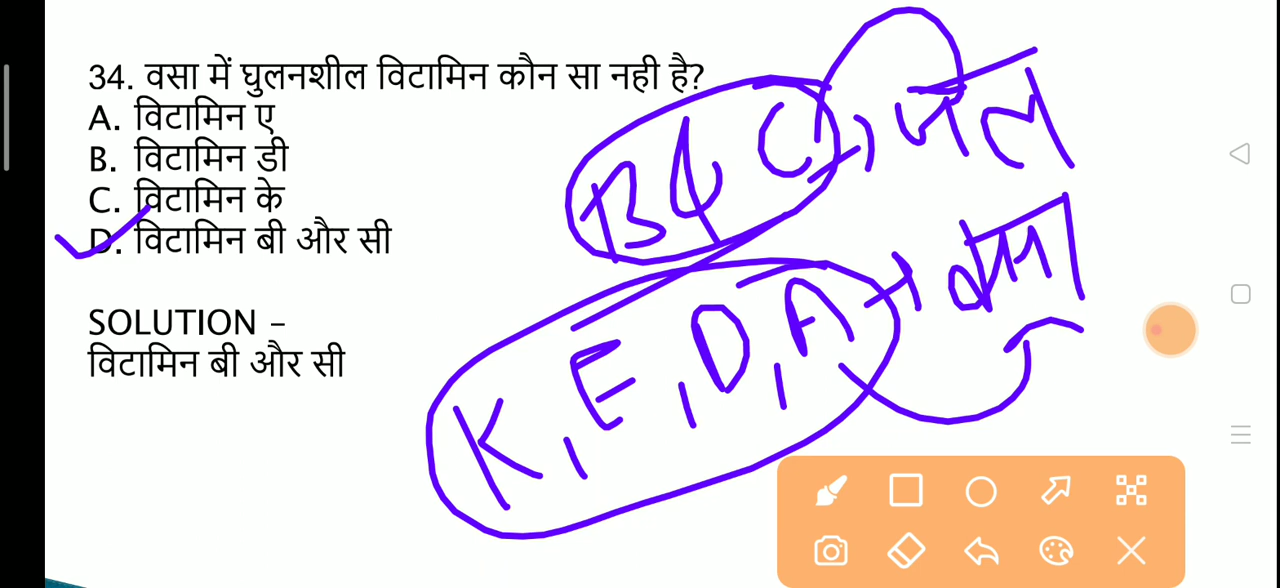 34. वसा में घुलनशील विटामिन कौन सा नही है?
A. विटामिन ए
B. विटामिन डी
C. विटामिन के
D. विटामिन बी और सी
SOLUTION –
विटामिन बी और सी
B & C → जल
K, E, D, A → वसा